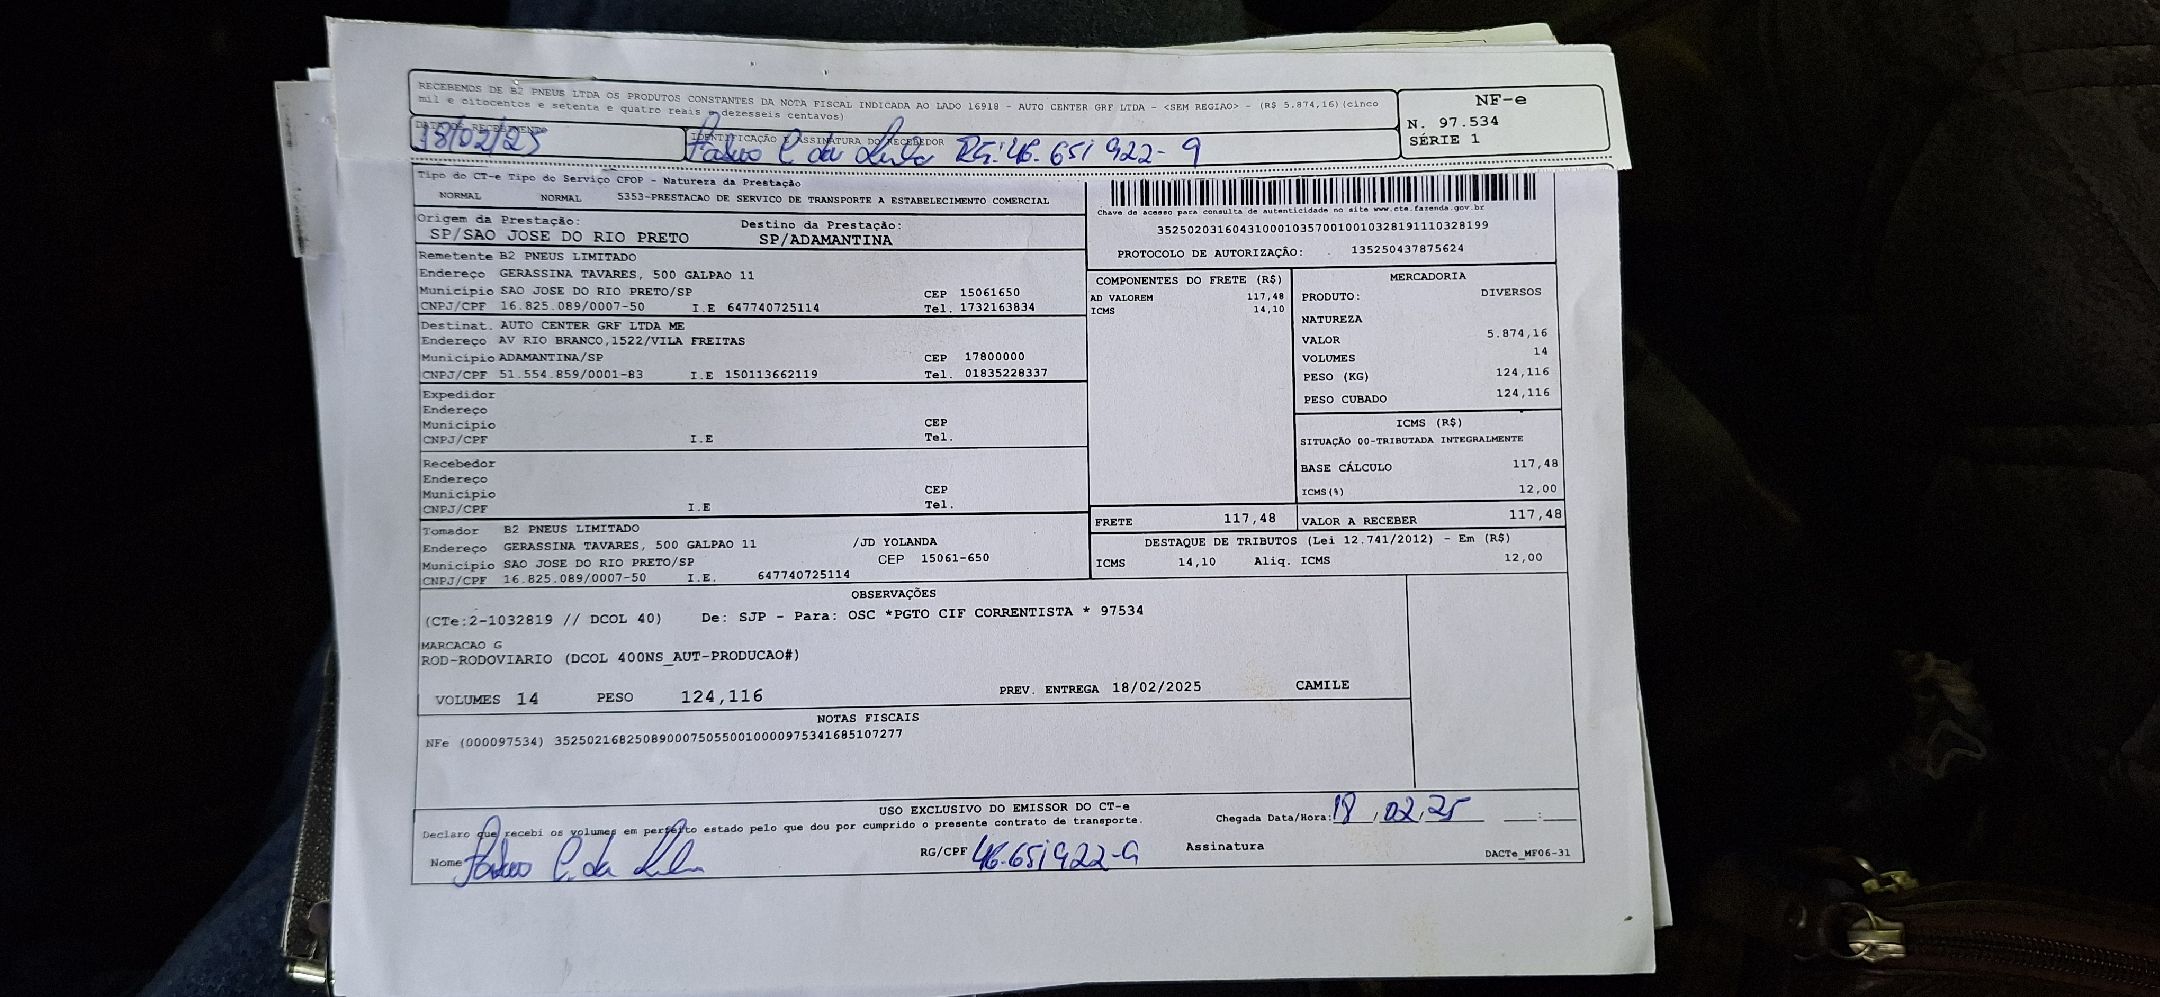 RECEBEMOS DE B2 PNEUS LTDA OS PRODUTOS CONSTANTES DA NOTA FISCAL INDICADA AO LADO 16918 - AUTO CENTER GRF LTDA - <SEM REGIAO> - (R$ 5.874,16)(cinco
mil e oitocentos e setenta e quatro reais e dezesseis centavos)
NF-e
N. 97.534
SÉRIE 1
DATA DE RECEBIMENTO
18/02/25
IDENTIFICAÇÃO E ASSINATURA DO RECEBEDOR
RG: 46.651922-9
Tipo do CT-e Tipo do Serviço CFOP - Natureza da Prestação
NORMAL NORMAL 5353-PRESTACAO DE SERVICO DE TRANSPORTE A ESTABELECIMENTO COMERCIAL
Origem da Prestação: Destino da Prestação:
SP/SAO JOSE DO RIO PRETO SP/ADAMANTINA
Chave de acesso para consulta de autenticidade no site www.cte.fazenda.gov.br
35250203160431000103570010010328191110328199
PROTOCOLO DE AUTORIZAÇÃO: 135250437875624
Remetente B2 PNEUS LIMITADO
Endereço GERASSINA TAVARES, 500 GALPAO 11
Município SAO JOSE DO RIO PRETO/SP CEP 15061650
CNPJ/CPF 16.825.089/0007-50 I.E 647740725114 Tel. 1732163834
Destinat. AUTO CENTER GRF LTDA ME
Endereço AV RIO BRANCO,1522/VILA FREITAS
Município ADAMANTINA/SP CEP 17800000
CNPJ/CPF 51.554.859/0001-83 I.E 150113662119 Tel. 01835228337
Expedidor
Endereço
Município CEP
CNPJ/CPF I.E Tel.
Recebedor
Endereço
Município CEP
CNPJ/CPF I.E Tel.
Tomador B2 PNEUS LIMITADO
Endereço GERASSINA TAVARES, 500 GALPAO 11 /JD YOLANDA
Município SAO JOSE DO RIO PRETO/SP CEP 15061-650
CNPJ/CPF 16.825.089/0007-50 I.E. 647740725114
COMPONENTES DO FRETE (R$)
AD VALOREM 117,48
ICMS 14,10
MERCADORIA
PRODUTO: DIVERSOS
NATUREZA
VALOR 5.874,16
VOLUMES 14
PESO (KG) 124,116
PESO CUBADO 124,116
ICMS (R$)
SITUAÇÃO 00-TRIBUTADA INTEGRALMENTE
BASE CÁLCULO 117,48
ICMS(%) 12,00
FRETE 117,48 VALOR A RECEBER 117,48
DESTAQUE DE TRIBUTOS (Lei 12.741/2012) - Em (R$)
ICMS 14,10 Aliq. ICMS 12,00
OBSERVAÇÕES
(CTe:2-1032819 // DCOL 40) De: SJP - Para: OSC *PGTO CIF CORRENTISTA * 97534
MARCACAO G
ROD-RODOVIARIO (DCOL 400NS_AUT-PRODUCAO#)
VOLUMES 14 PESO 124,116 PREV. ENTREGA 18/02/2025 CAMILE
NOTAS FISCAIS
NFe (000097534) 35250216825089000750550010000975341685107277
USO EXCLUSIVO DO EMISSOR DO CT-e
Declaro que recebi os volumes em perfeito estado pelo que dou por cumprido o presente contrato de transporte.
Chegada Data/Hora: 18/02/25 __:__
Nome RG/CPF 46.651922-9 Assinatura
DACTe_MF06-31